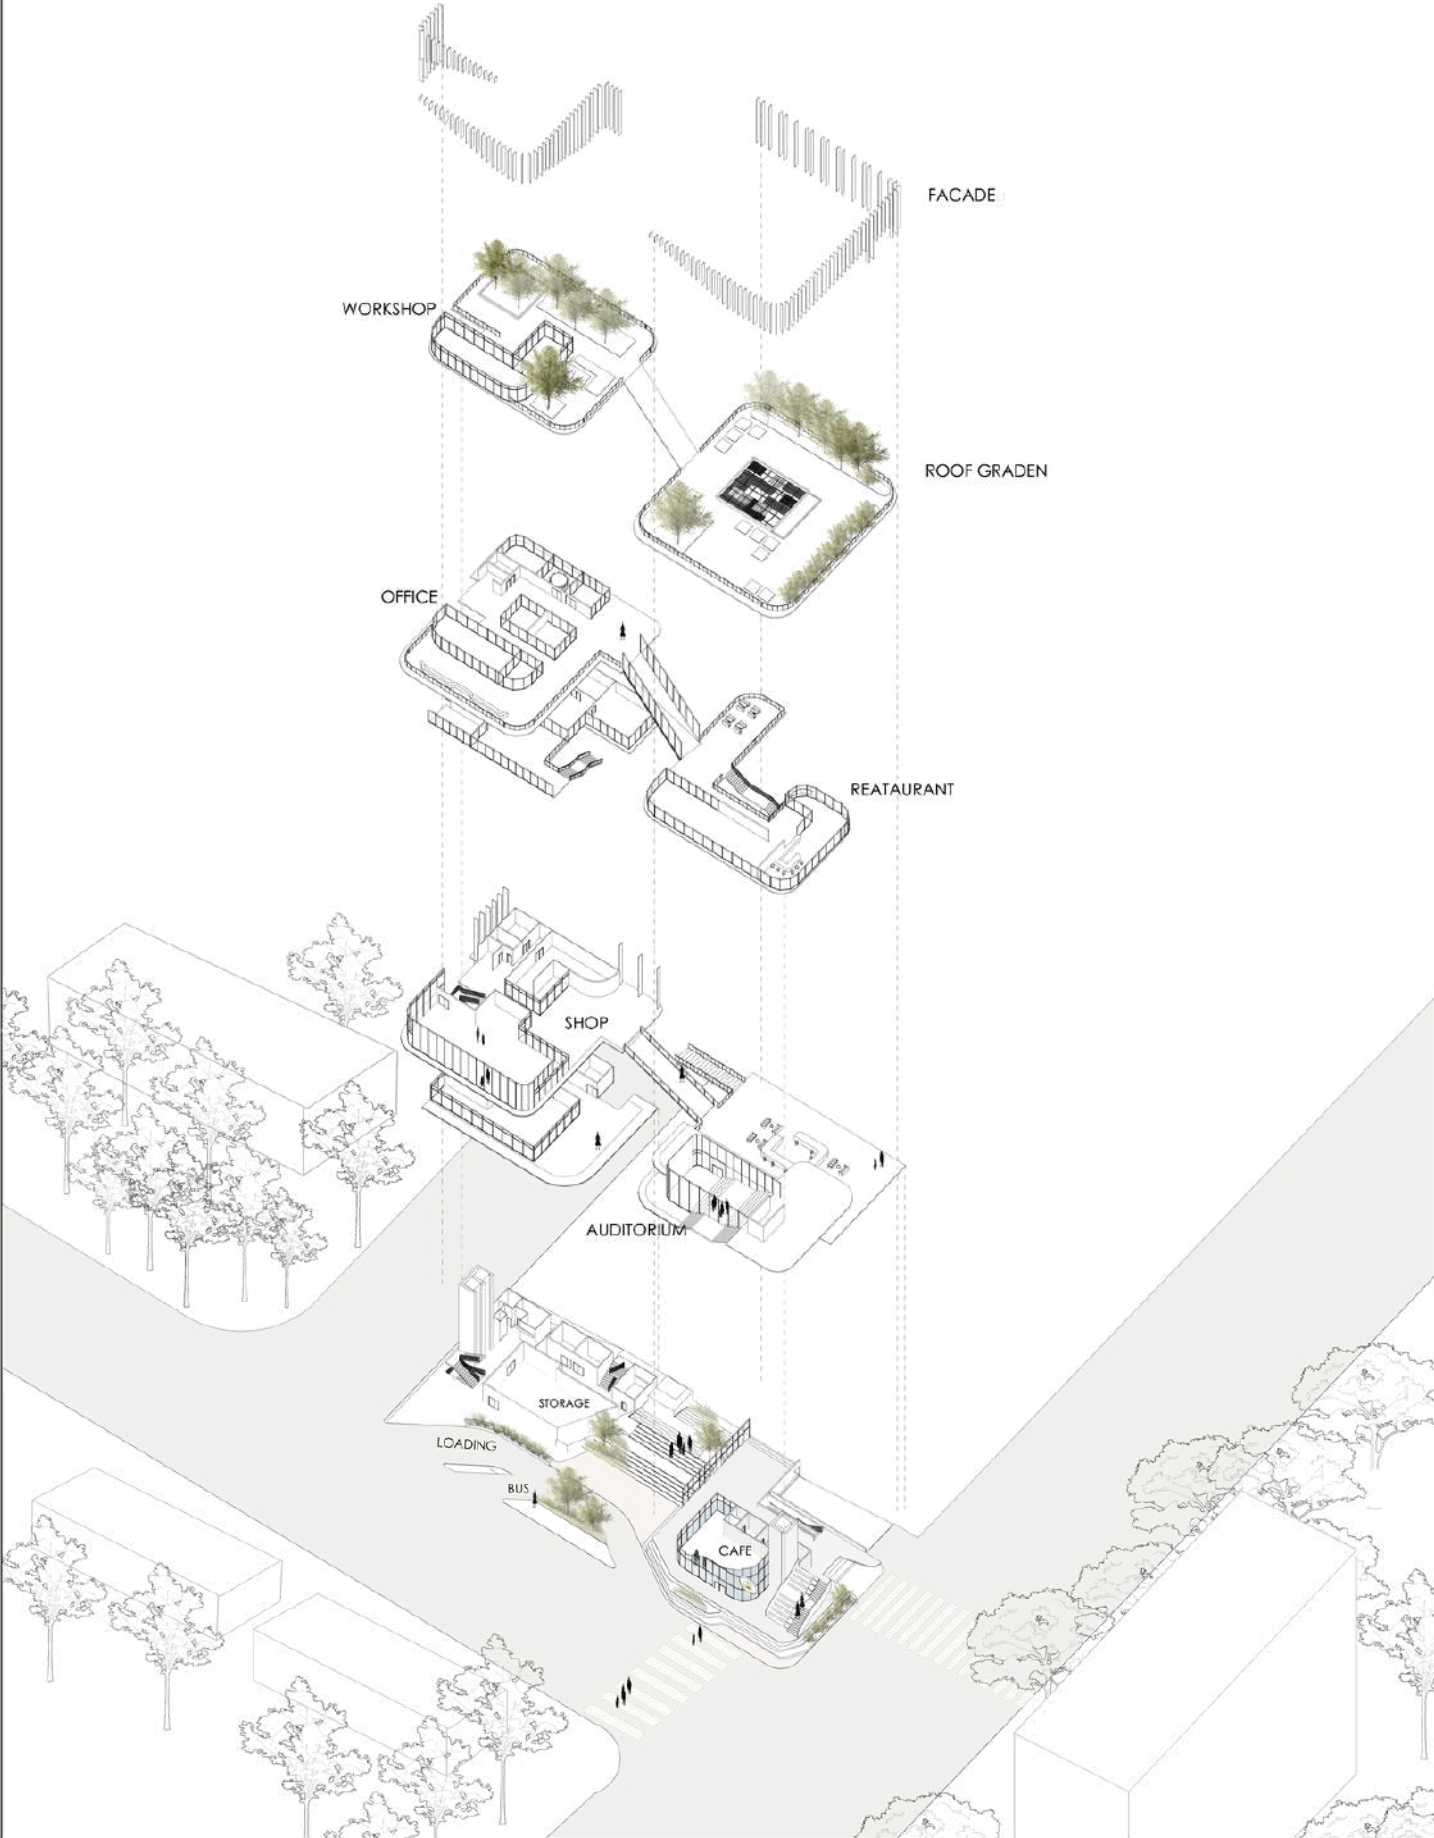 FACADE
WORKSHOP
ROOF GRADEN
OFFICE
REATAURANT
SHOP
AUDITORIUM
STORAGE
LOADING
BUS
CAFE